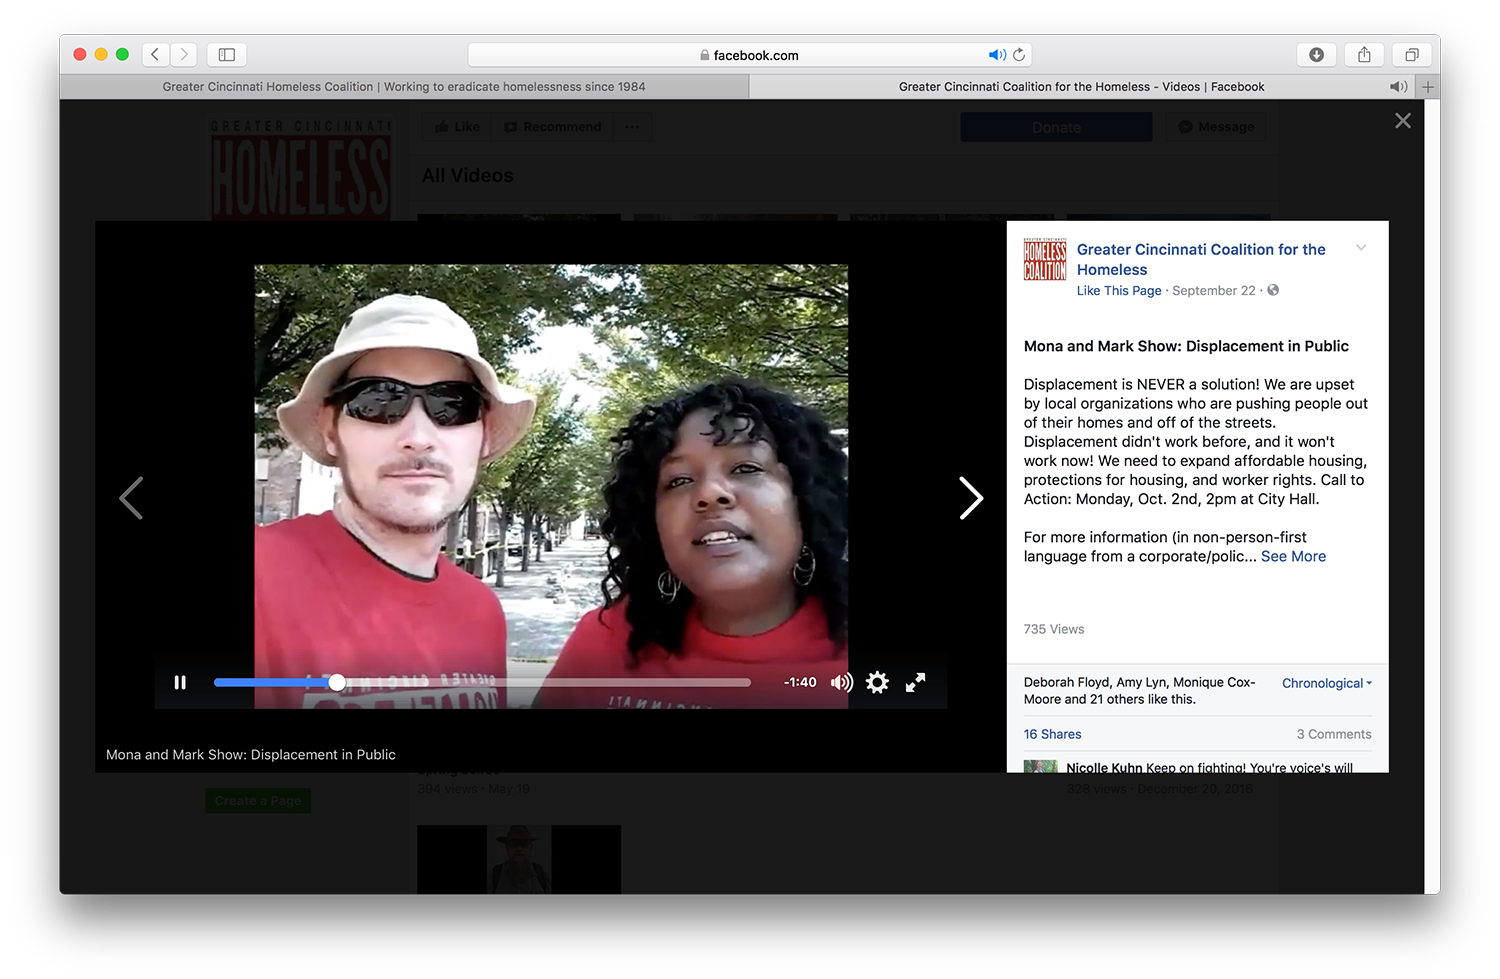 facebook.com
Greater Cincinnati Homeless Coalition | Working to eradicate homelessness since 1984
Greater Cincinnati Coalition for the Homeless - Videos | Facebook
GREATER CINCINNATI
HOMELESS
Like
Recommend
Donate
Message
All Videos
HOMELESS
COALITION
Greater Cincinnati Coalition for the
Homeless
Like This Page · September 22 ·
Mona and Mark Show: Displacement in Public
Displacement is NEVER a solution! We are upset
by local organizations who are pushing people out
of their homes and off of the streets.
Displacement didn't work before, and it won't
work now! We need to expand affordable housing,
protections for housing, and worker rights. Call to
Action: Monday, Oct. 2nd, 2pm at City Hall.
For more information (in non-person-first
language from a corporate/polic... See More
735 Views
-1:40
Mona and Mark Show: Displacement in Public
Deborah Floyd, Amy Lyn, Monique Cox-
Moore and 21 others like this.
Chronological
16 Shares
3 Comments
Nicolle Kuhn Keep on fighting! You're voice's will
394 views · May 19
328 views · December 20, 2016
Create a Page